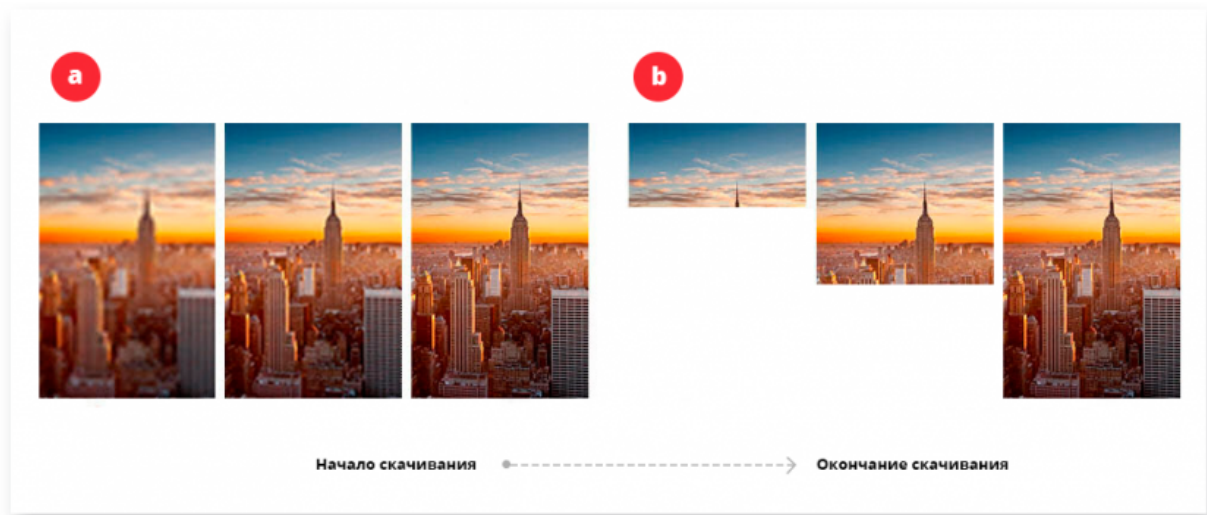 a
b
Начало скачивания
Окончание скачивания